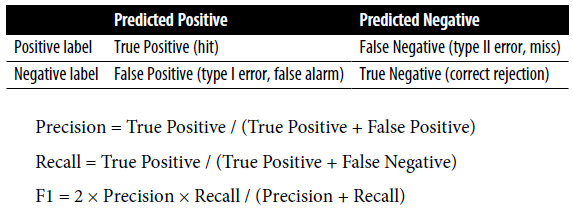 Predicted Positive Predicted Negative
Positive label True Positive (hit) False Negative (type II error, miss)
Negative label False Positive (type I error, false alarm) True Negative (correct rejection)
Precision = True Positive / (True Positive + False Positive)
Recall = True Positive / (True Positive + False Negative)
F1 = 2 × Precision × Recall / (Precision + Recall)